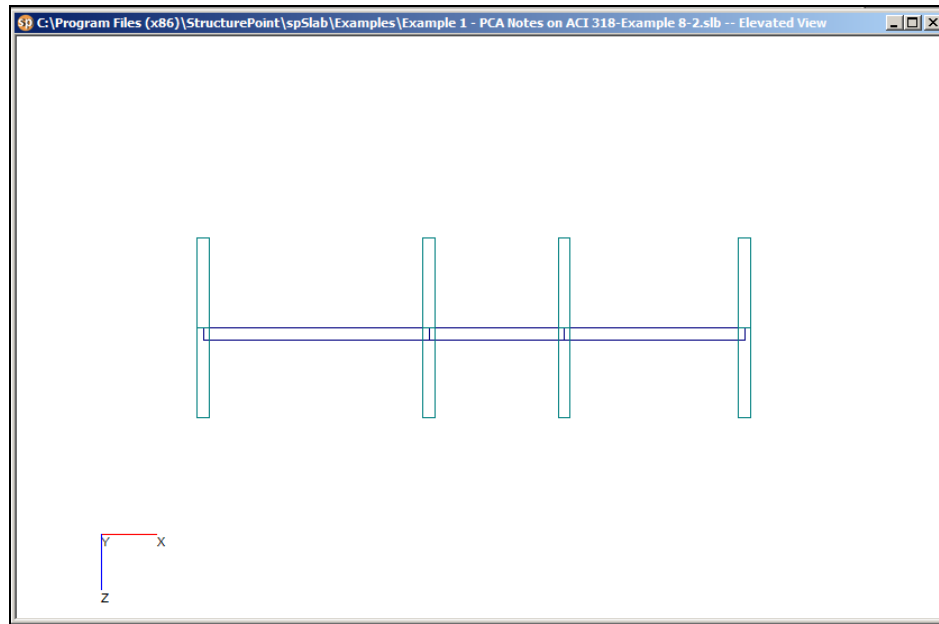 sp C:\Program Files (x86)\StructurePoint\spSlab\Examples\Example 1 - PCA Notes on ACI 318-Example 8-2.slb -- Elevated View
Y X
Z